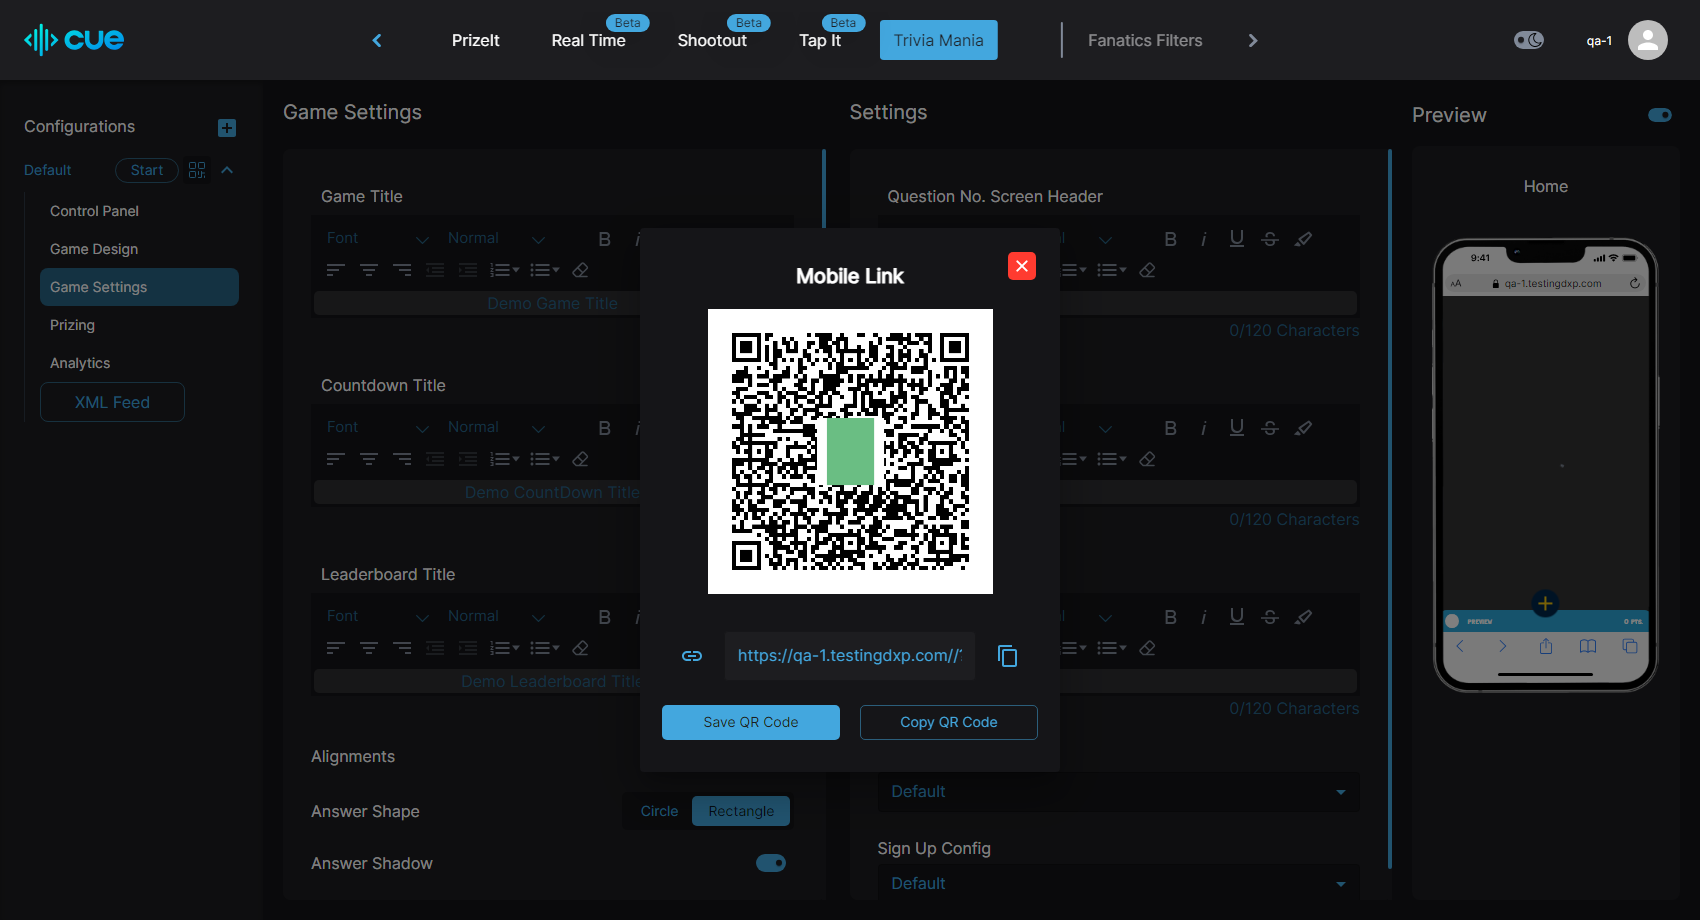 cue
PrizeIt
Real Time
Beta
Shootout
Beta
Tap It
Beta
Trivia Mania
Fanatics Filters
qa-1
Configurations
Default
Start
Control Panel
Game Design
Game Settings
Prizing
Analytics
XML Feed
Game Settings
Game Title
Font
Normal
B
Demo Game Title
Countdown Title
Font
Normal
B
Demo CountDown Title
Leaderboard Title
Font
Normal
B
Demo Leaderboard Title
Alignments
Answer Shape
Circle
Rectangle
Answer Shadow
Mobile Link
https://qa-1.testingdxp.com//?
Save QR Code
Copy QR Code
Settings
Question No. Screen Header
B i U S
0/120 Characters
B i U S
0/120 Characters
B i U S
0/120 Characters
Default
Sign Up Config
Default
Preview
Home
9:41
AA
qa-1.testingdxp.com
PREVIEW
0 PTS.